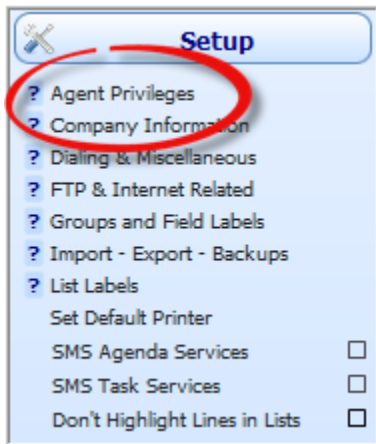 Setup
? Agent Privileges
? Company Information
? Dialing & Miscellaneous
? FTP & Internet Related
? Groups and Field Labels
? Import - Export - Backups
? List Labels
Set Default Printer
SMS Agenda Services
SMS Task Services
Don't Highlight Lines in Lists